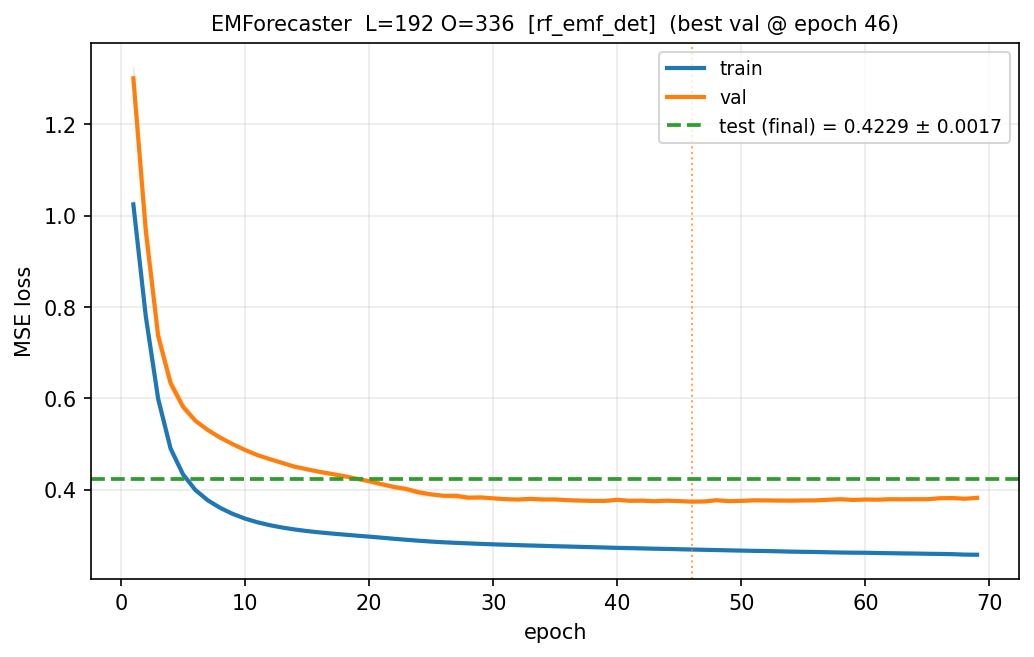 EMForecaster  L=192 O=336  [rf_emf_det]  (best val @ epoch 46)
train
val
test (final) = 0.4229 ± 0.0017
MSE loss
1.2
1.0
0.8
0.6
0.4
0
10
20
30
40
50
60
70
epoch